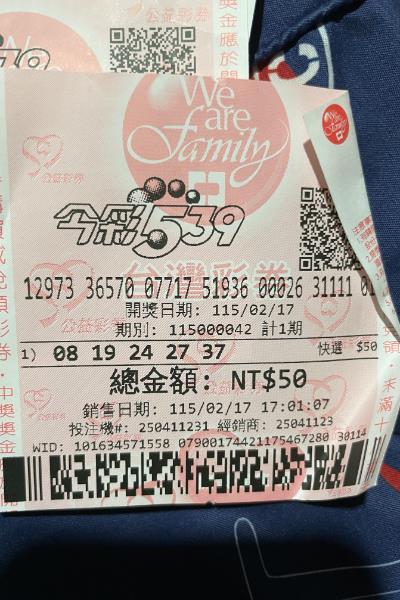 We
are
Family
公益彩券
今彩539
台灣彩券
12973 36570 07717 51936 00026 31111 01
開獎日期: 115/02/17
期別: 115000042 計1期
1) 08 19 24 27 37 快選 $50
總金額: NT$50
銷售日期: 115/02/17 17:01:07
投注機#: 250411231 經銷商: 25041123
WID: 101634571558 07900174421175467280 30114